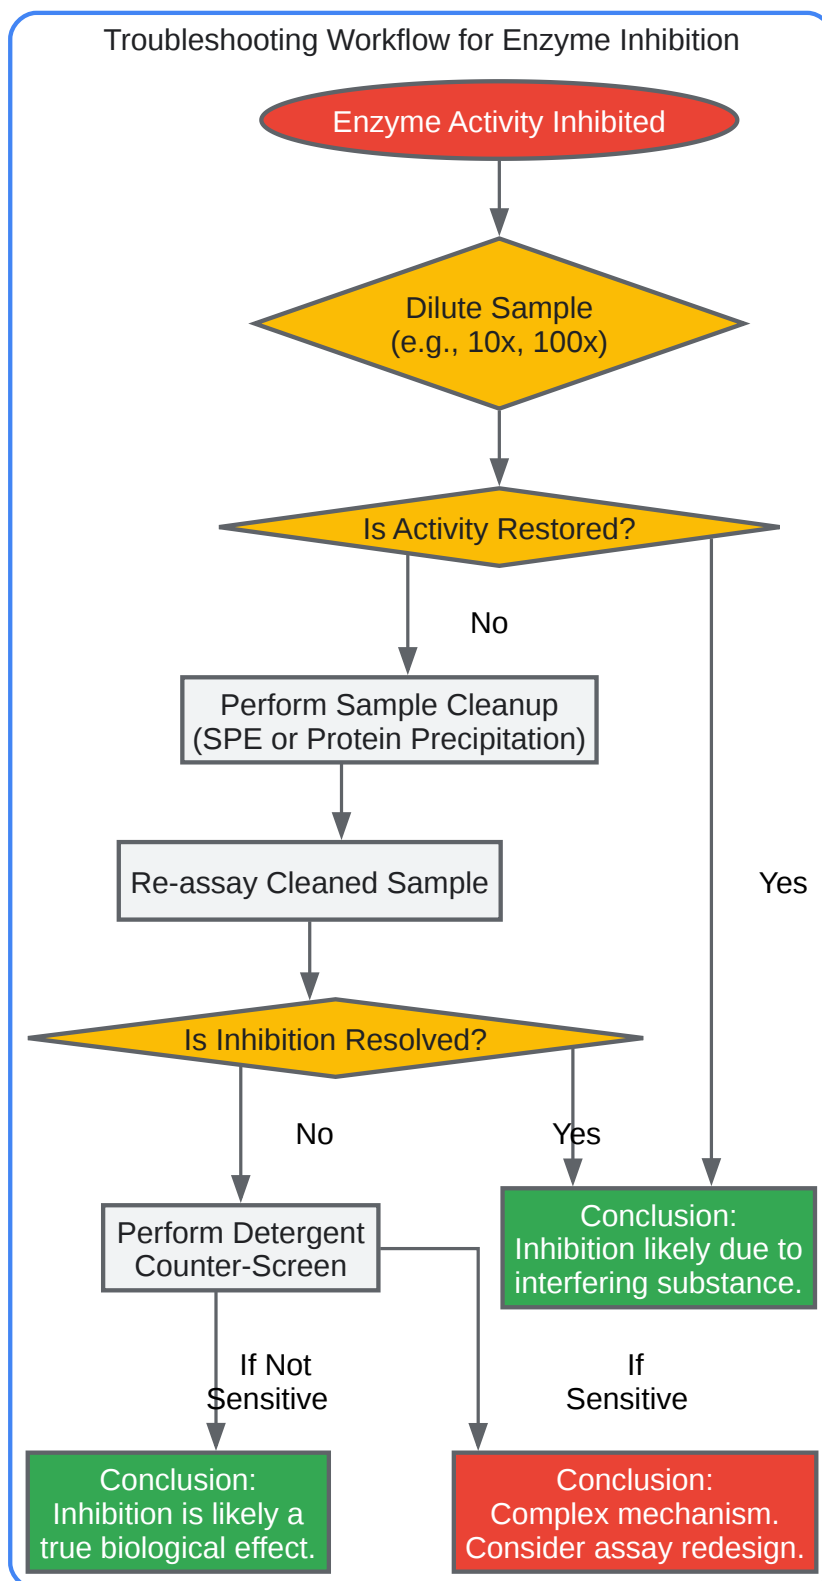 Troubleshooting Workflow for Enzyme Inhibition
Enzyme Activity Inhibited
Dilute Sample
(e.g., 10x, 100x)
Is Activity Restored?
No
Perform Sample Cleanup
(SPE or Protein Precipitation)
Re-assay Cleaned Sample
Yes
Is Inhibition Resolved?
No
Yes
Perform Detergent
Counter-Screen
Conclusion:
Inhibition likely due to
interfering substance.
If Not
Sensitive
If
Sensitive
Conclusion:
Inhibition is likely a
true biological effect.
Conclusion:
Complex mechanism.
Consider assay redesign.